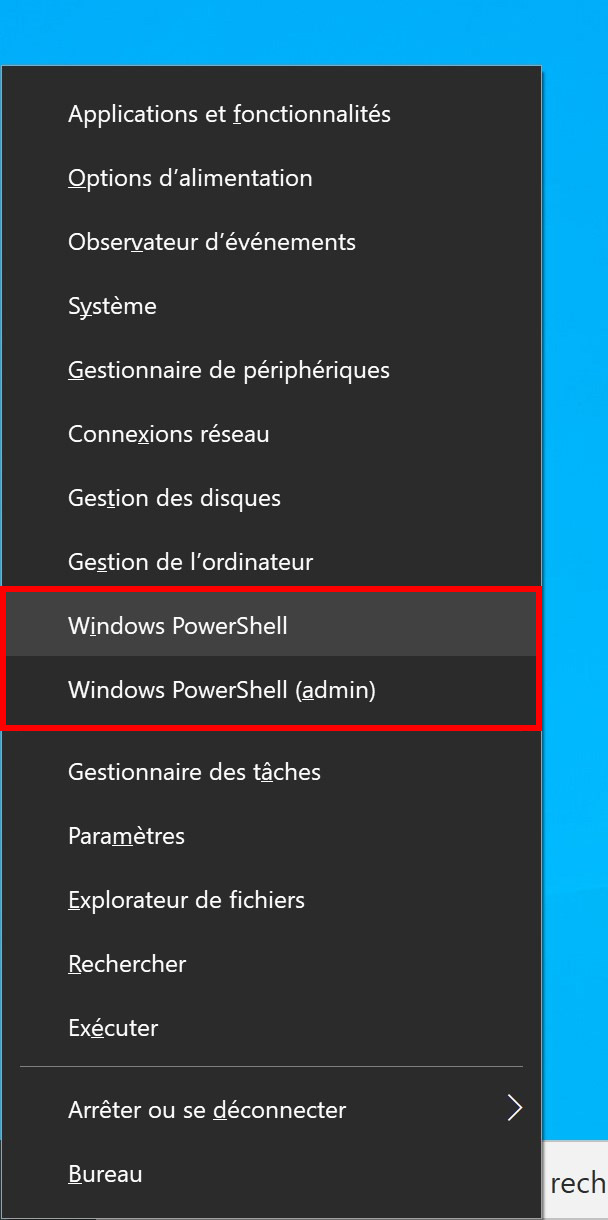 Applications et fonctionnalités
Options d’alimentation
Observateur d’événements
Système
Gestionnaire de périphériques
Connexions réseau
Gestion des disques
Gestion de l’ordinateur
Windows PowerShell
Windows PowerShell (admin)
Gestionnaire des tâches
Paramètres
Explorateur de fichiers
Rechercher
Exécuter
Arrêter ou se déconnecter
Bureau
rech